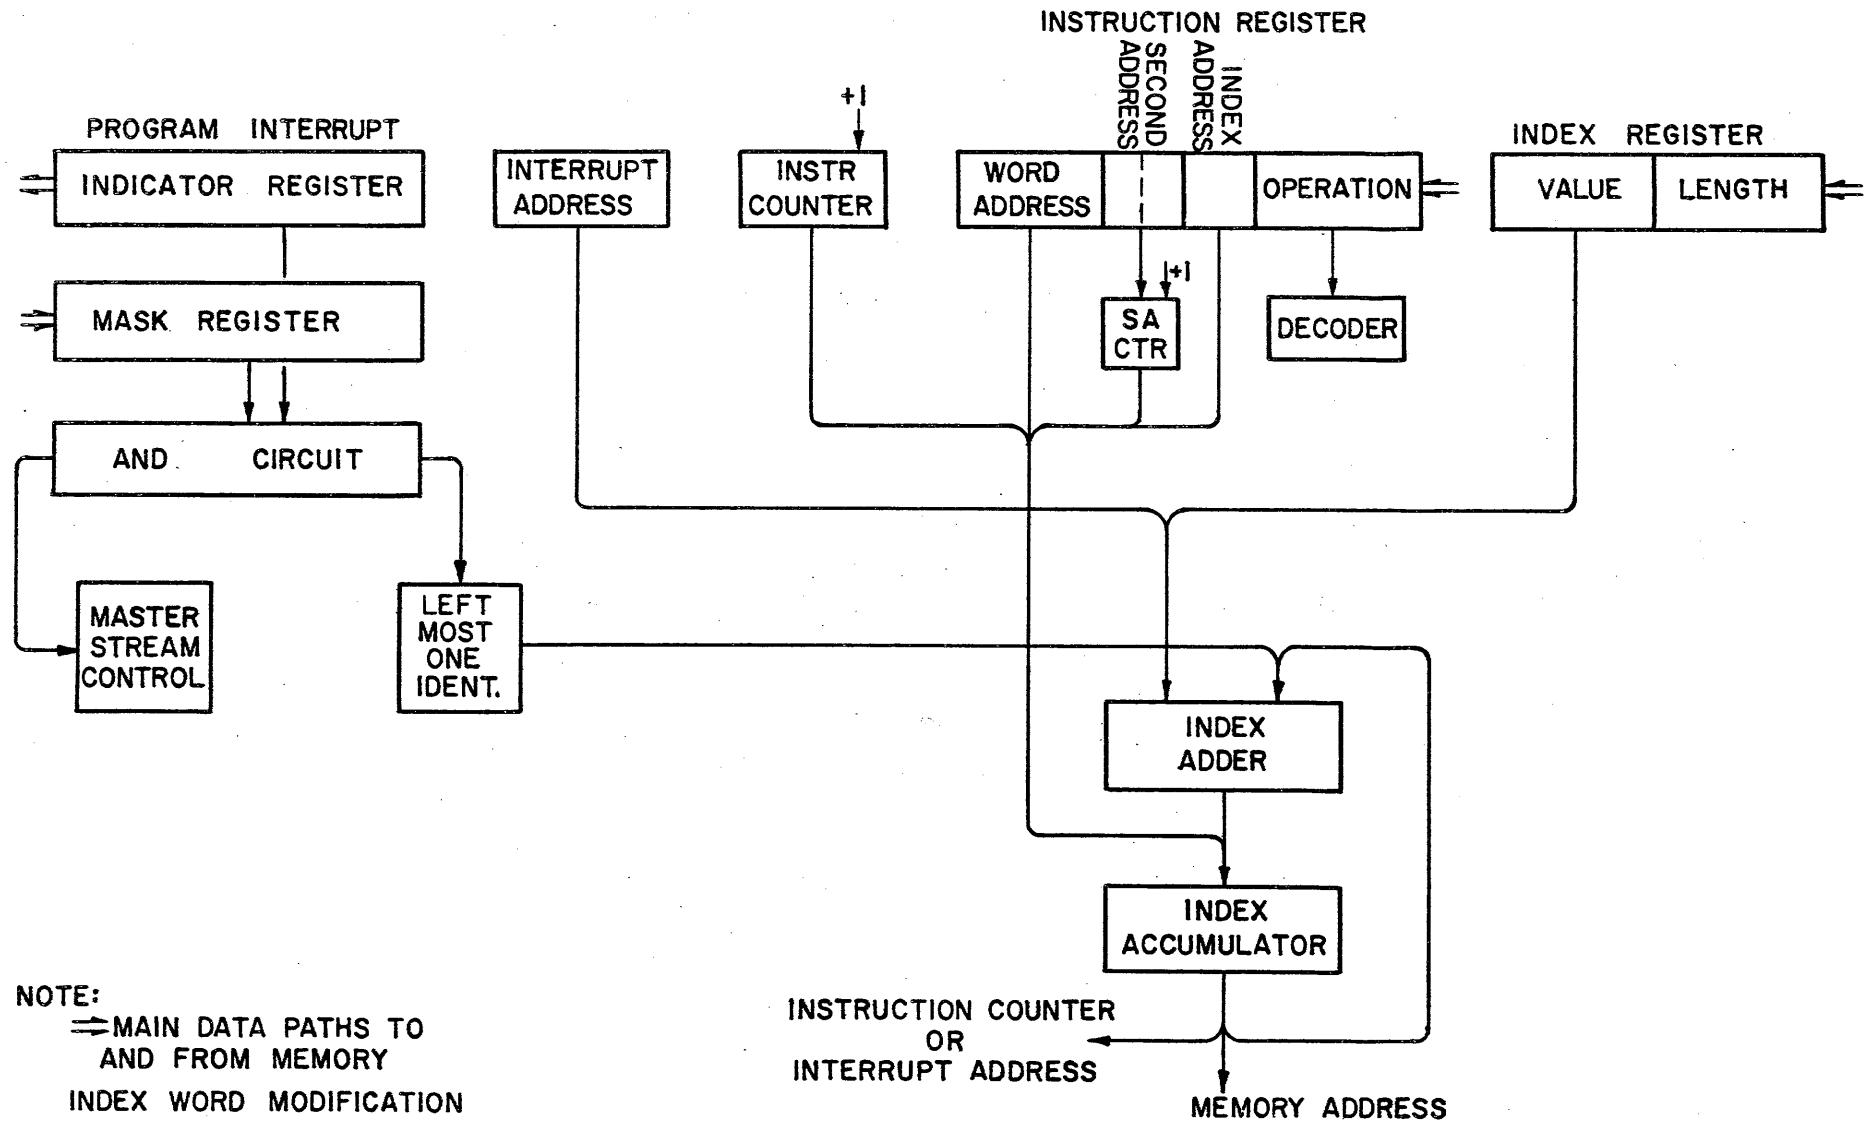 INSTRUCTION REGISTER
SECOND
ADDRESS
INDEX
ADDRESS
+1
PROGRAM INTERRUPT
INDEX REGISTER
INDICATOR REGISTER
INTERRUPT
ADDRESS
INSTR
COUNTER
WORD
ADDRESS
OPERATION
VALUE
LENGTH
+1
MASK REGISTER
SA
CTR
DECODER
AND CIRCUIT
MASTER
STREAM
CONTROL
LEFT
MOST
ONE
IDENT.
INDEX
ADDER
INDEX
ACCUMULATOR
NOTE:
MAIN DATA PATHS TO
AND FROM MEMORY
INDEX WORD MODIFICATION
INSTRUCTION COUNTER
OR
INTERRUPT ADDRESS
MEMORY ADDRESS